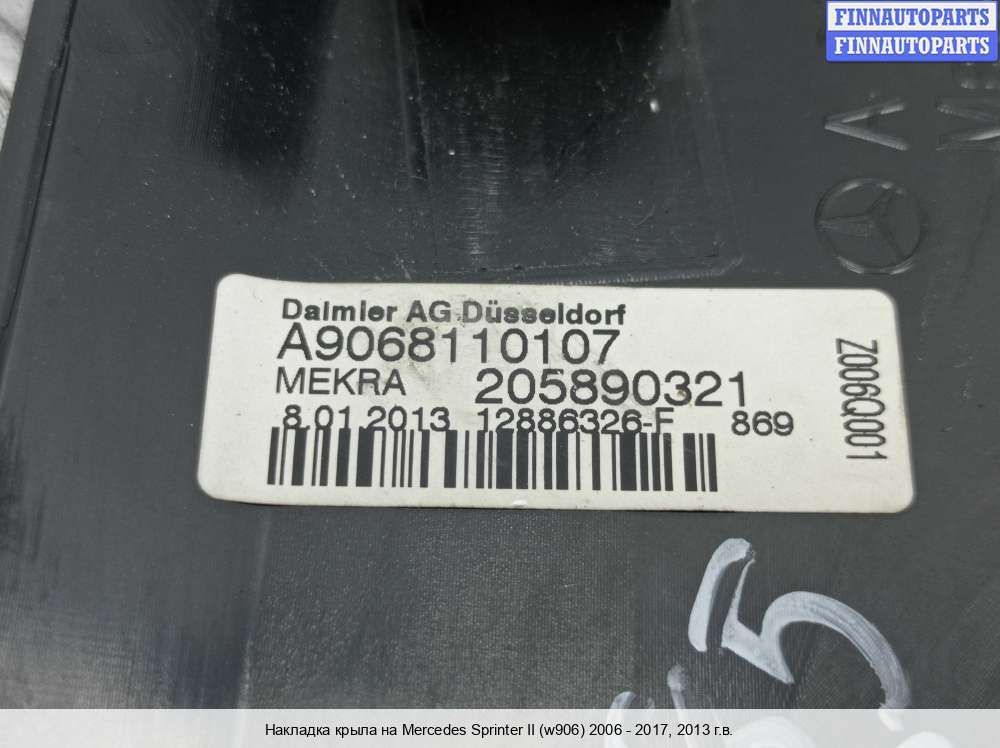 FINNAUTOPARTS
FINNAUTOPARTS
A
Daimler AG Düsseldorf
A9068110107
MEKRA 205890321
8.01.2013 12886326-F 869
Z006Q001
55
Накладка крыла на Mercedes Sprinter II (w906) 2006 - 2017, 2013 г.в.